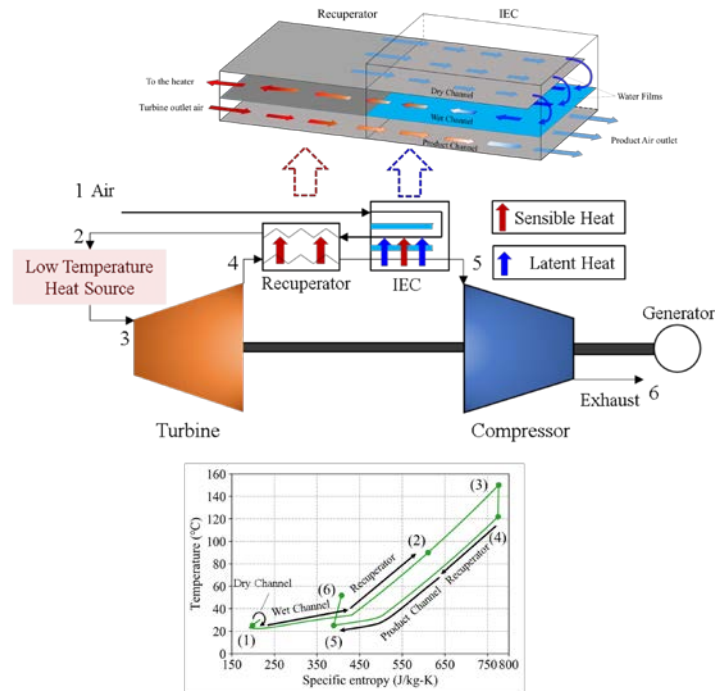 Recuperator
IEC
To the heater
Turbine outlet air
Dry Channel
Wet Channel
Product Channel
Water Films
Product Air outlet
1 Air
2
Low Temperature
Heat Source
3
4
Recuperator
IEC
5
Sensible Heat
Latent Heat
Generator
Turbine
Compressor
Exhaust
6
Temperature (℃)
160
140
120
100
80
60
40
20
0
(3)
(4)
(2)
Recuperator
Recuperator
Product Channel
Dry Channel
(6)
Wet Channel
(1)
(5)
150
250
350
450
550
650
750
800
Specific entropy (J/kg-K)